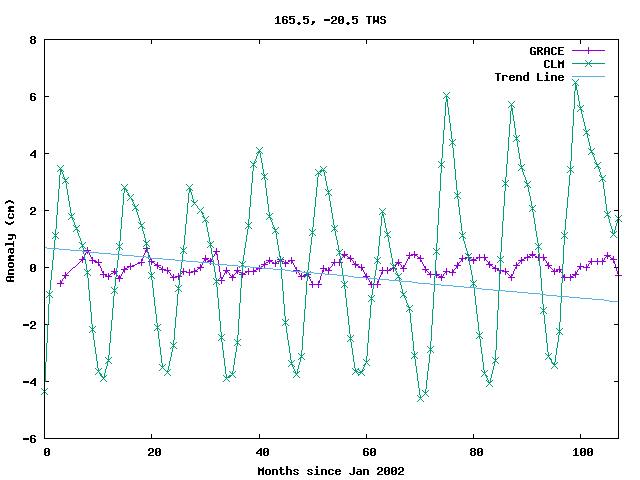 165.5, -20.5 TWS
GRACE
CLM
Trend Line
8
6
4
2
0
-2
-4
-6
Anomaly (cm)
0 20 40 60 80 100
Months since Jan 2002